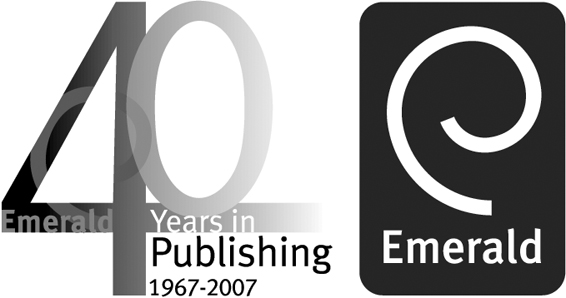 40
Emerald Years in
Publishing
1967-2007
Emerald